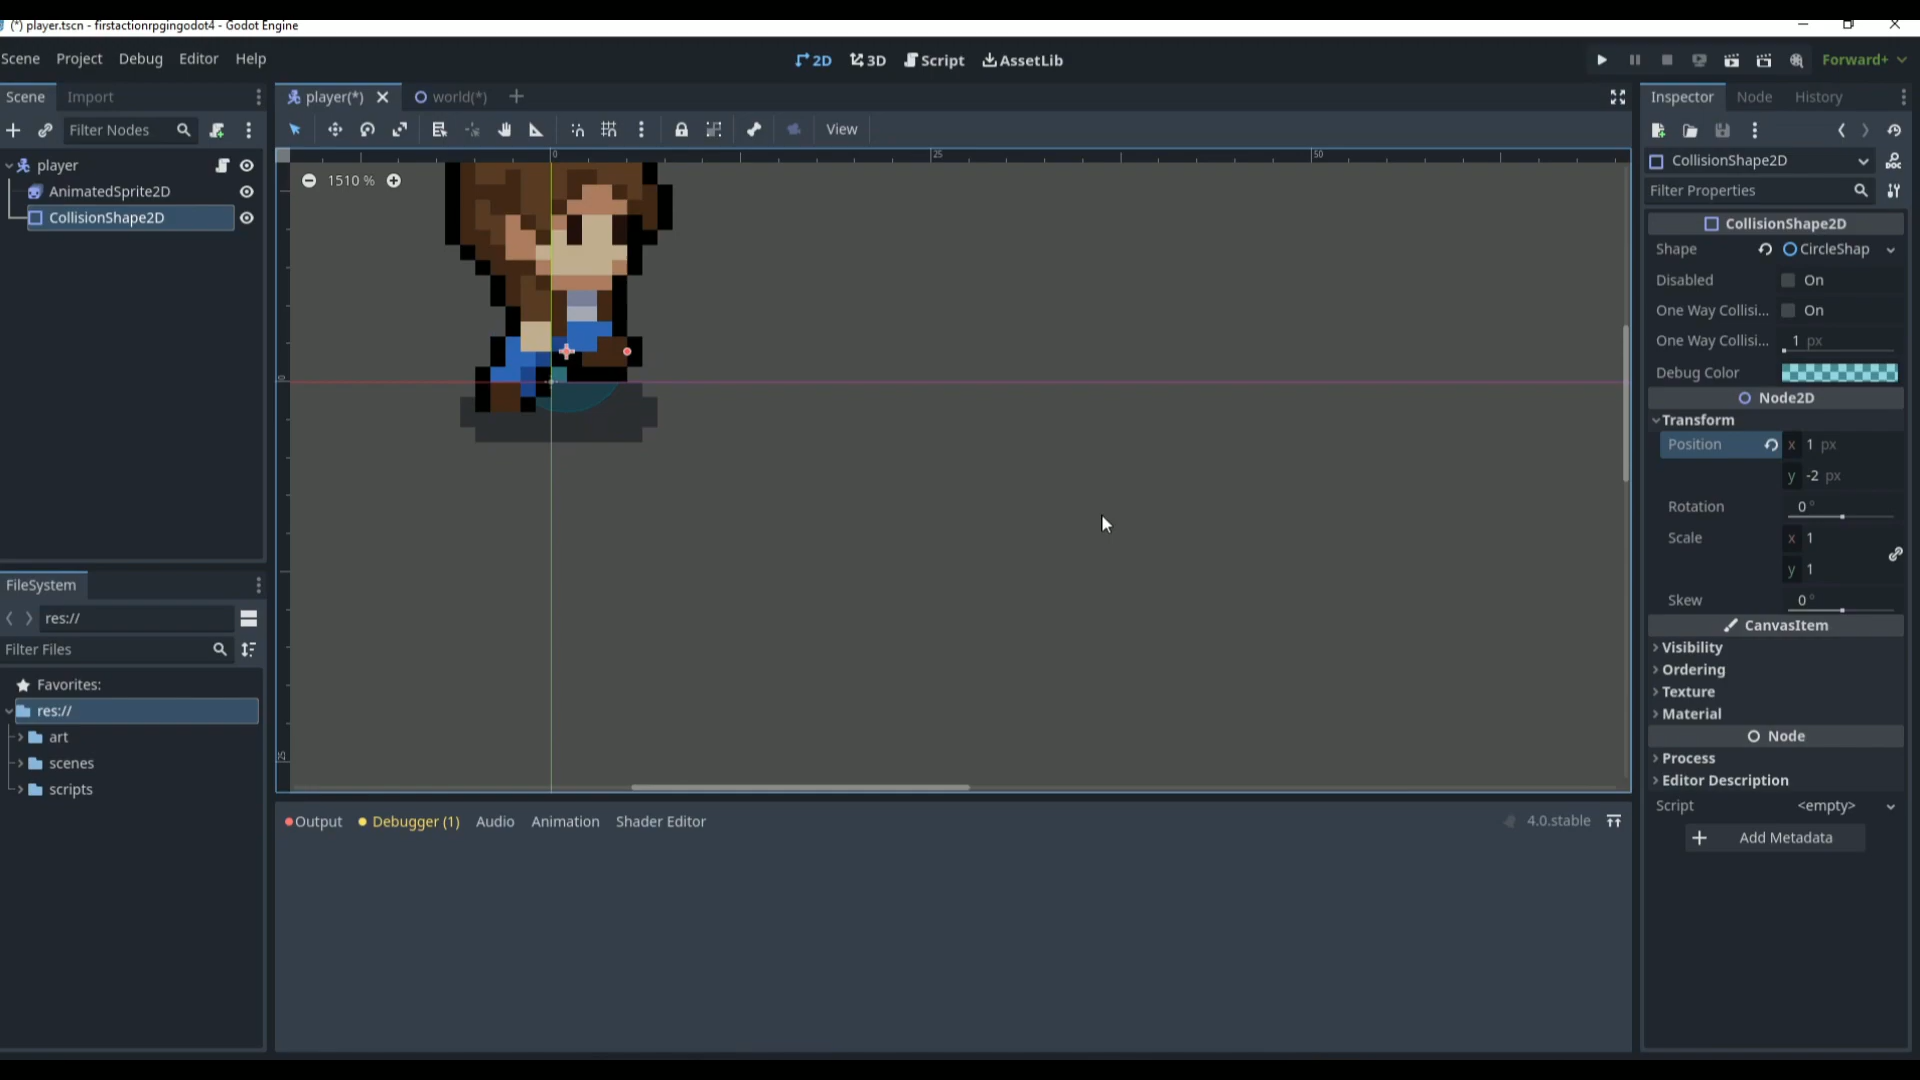 (*) player.tscn - firstactionrpgingodot4 - Godot Engine
Scene Project Debug Editor Help
2D 3D Script AssetLib
Forward+
Scene Import
player(*) world(*)
Inspector Node History
Filter Nodes
View
player
AnimatedSprite2D
CollisionShape2D
0 25 50
1510 %
0
25
CollisionShape2D
Filter Properties
CollisionShape2D
Shape CircleShap
Disabled On
One Way Collisi... On
One Way Collisi... 1 px
Debug Color
Node2D
Transform
Position x 1 px
y -2 px
Rotation 0 °
Scale x 1
y 1
Skew 0 °
CanvasItem
Visibility
Ordering
Texture
Material
Node
Process
Editor Description
Script <empty>
Add Metadata
FileSystem
res://
Filter Files
Favorites:
res://
art
scenes
scripts
Output Debugger (1) Audio Animation Shader Editor
4.0.stable